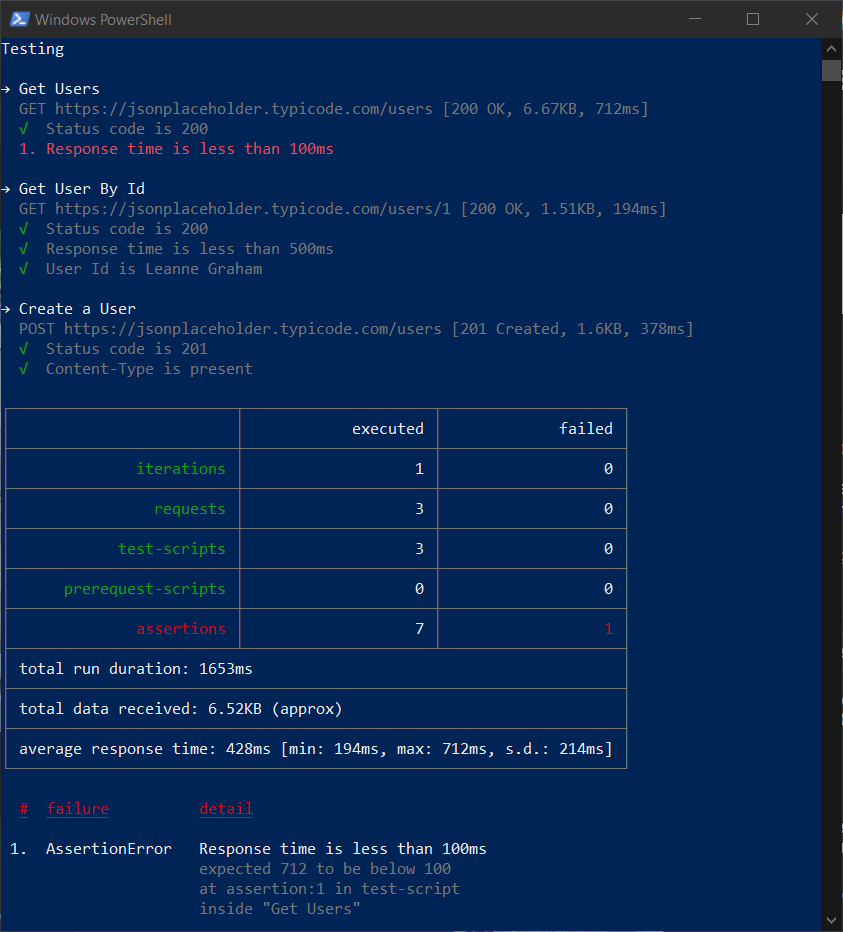 Windows PowerShell
Testing
→ Get Users
GET https://jsonplaceholder.typicode.com/users [200 OK, 6.67KB, 712ms]
√ Status code is 200
1. Response time is less than 100ms
→ Get User By Id
GET https://jsonplaceholder.typicode.com/users/1 [200 OK, 1.51KB, 194ms]
√ Status code is 200
√ Response time is less than 500ms
√ User Id is Leanne Graham
→ Create a User
POST https://jsonplaceholder.typicode.com/users [201 Created, 1.6KB, 378ms]
√ Status code is 201
√ Content-Type is present
executed failed
iterations 1 0
requests 3 0
test-scripts 3 0
prerequest-scripts 0 0
assertions 7 1
total run duration: 1653ms
total data received: 6.52KB (approx)
average response time: 428ms [min: 194ms, max: 712ms, s.d.: 214ms]
# failure detail
1. AssertionError Response time is less than 100ms
expected 712 to be below 100
at assertion:1 in test-script
inside "Get Users"